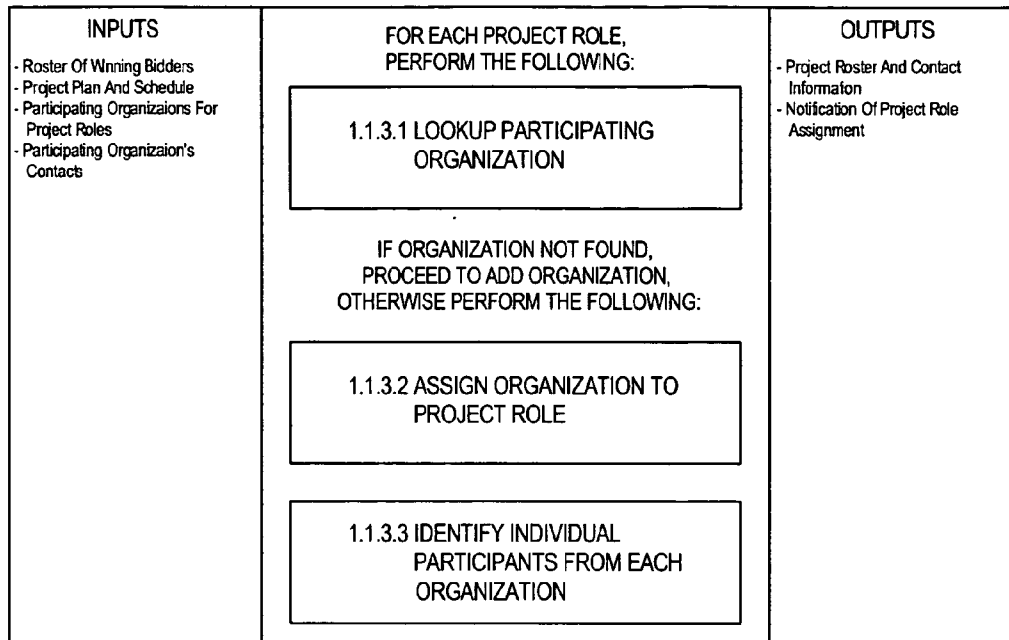 INPUTS
- Roster Of Winning Bidders
- Project Plan And Schedule
- Participating Organizaions For
Project Roles
- Participating Organizaion's
Contacts
FOR EACH PROJECT ROLE,
PERFORM THE FOLLOWING:
1.1.3.1 LOOKUP PARTICIPATING
ORGANIZATION
IF ORGANIZATION NOT FOUND,
PROCEED TO ADD ORGANIZATION,
OTHERWISE PERFORM THE FOLLOWING:
1.1.3.2 ASSIGN ORGANIZATION TO
PROJECT ROLE
1.1.3.3 IDENTIFY INDIVIDUAL
PARTICIPANTS FROM EACH
ORGANIZATION
OUTPUTS
- Project Roster And Contact
Information
- Notification Of Project Role
Assignment